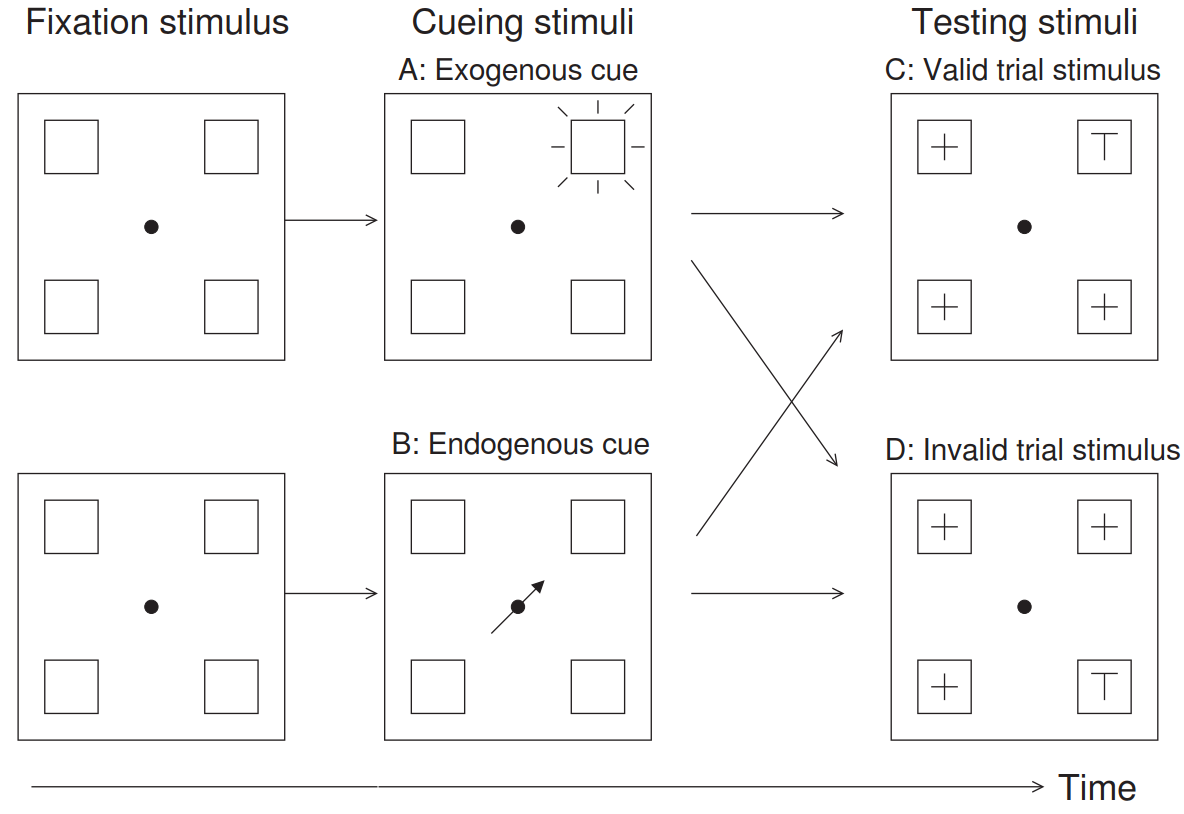 Fixation stimulus
Cueing stimuli
Testing stimuli
A: Exogenous cue
C: Valid trial stimulus
T
B: Endogenous cue
D: Invalid trial stimulus
T
Time